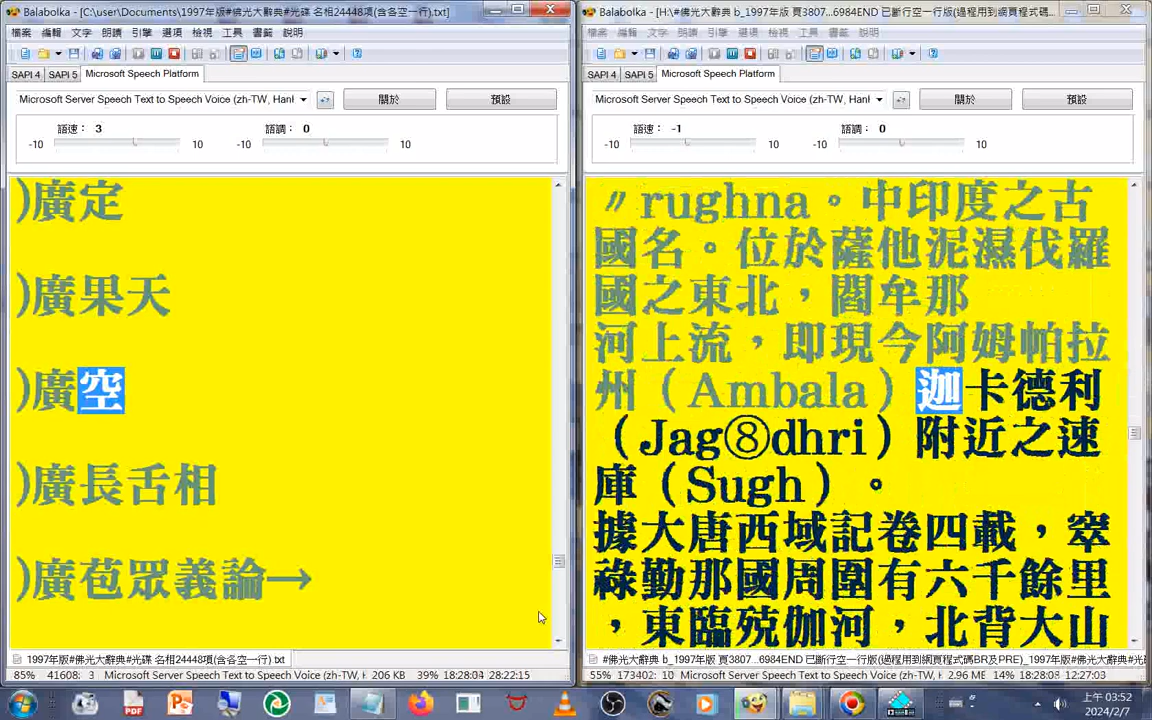 Balabolka - [C:\user\Documents\1997年版#佛光大辭典#光碟 名相24448項(含各空一行).txt]
檔案 編輯 文字 朗讀 引擎 選項 檢視 工具 書籤 說明
SAPI 4 SAPI 5 Microsoft Speech Platform
Microsoft Server Speech Text to Speech Voice (zh-TW, Hanl 關於 預設
語速： 3 語調： 0
-10 10 -10 10
)廣定
)廣果天
)廣空
)廣長舌相
)廣苞眾義論→
1997年版#佛光大辭典#光碟 名相24448項(含各空一行).txt
85% 41608: 3 Microsoft Server Speech Text to Speech Voice (zh-TW, H 206 KB 39% 18:28:04 28:22:15
Balabolka - [H:\#佛光大辭典 b_1997年版 頁3807...6984END 已斷行空一行版(過程用到網頁程式碼
檔案 編輯 文字 朗讀 引擎 選項 檢視 工具 書籤 說明
SAPI 4 SAPI 5 Microsoft Speech Platform
Microsoft Server Speech Text to Speech Voice (zh-TW, Hanl 關於 預設
語速： -1 語調： 0
-10 10 -10 10
〃rughna。中印度之古
國名。位於薩他泥濕伐羅
國之東北，閻牟那
河上流，即現今阿姆帕拉
州（Ambala）迦卡德利
（Jag⑧dhri）附近之速
庫（Sugh）。
據大唐西域記卷四載，窣
祿勤那國周圍有六千餘里
，東臨殑伽河，北背大山
#佛光大辭典 b_1997年版 頁3807...6984END 已斷行空一行版(過程用到網頁程式碼BR及PRE)_1997年版#光
55% 173402: 10 Microsoft Server Speech Text to Speech Voice (zh-TW, H 2.96 ME 14% 18:28:08 12:27:03
上午 03:52
2024/2/7